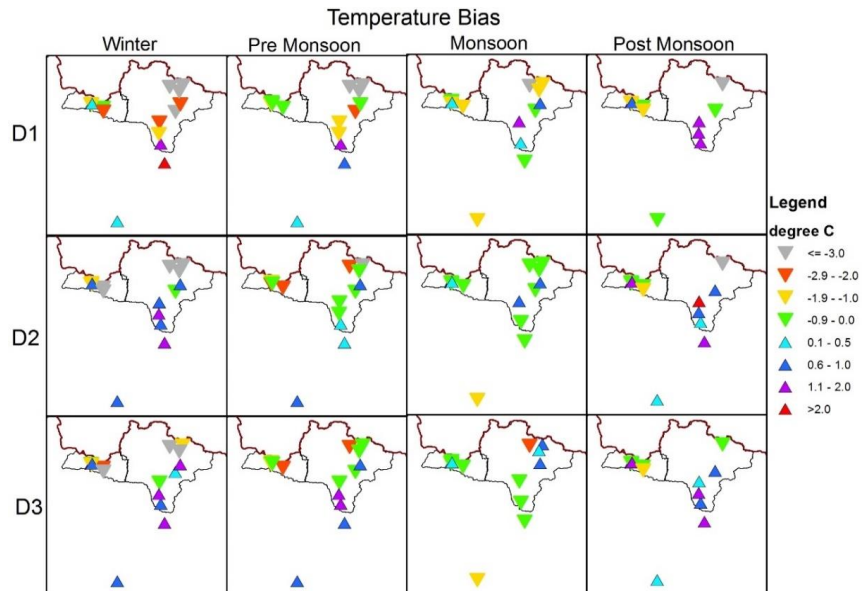 Temperature Bias
Winter Pre Monsoon Monsoon Post Monsoon
D1
D2
D3
Legend
degree C
<= -3.0
-2.9 - -2.0
-1.9 - -1.0
-0.9 - 0.0
0.1 - 0.5
0.6 - 1.0
1.1 - 2.0
>2.0